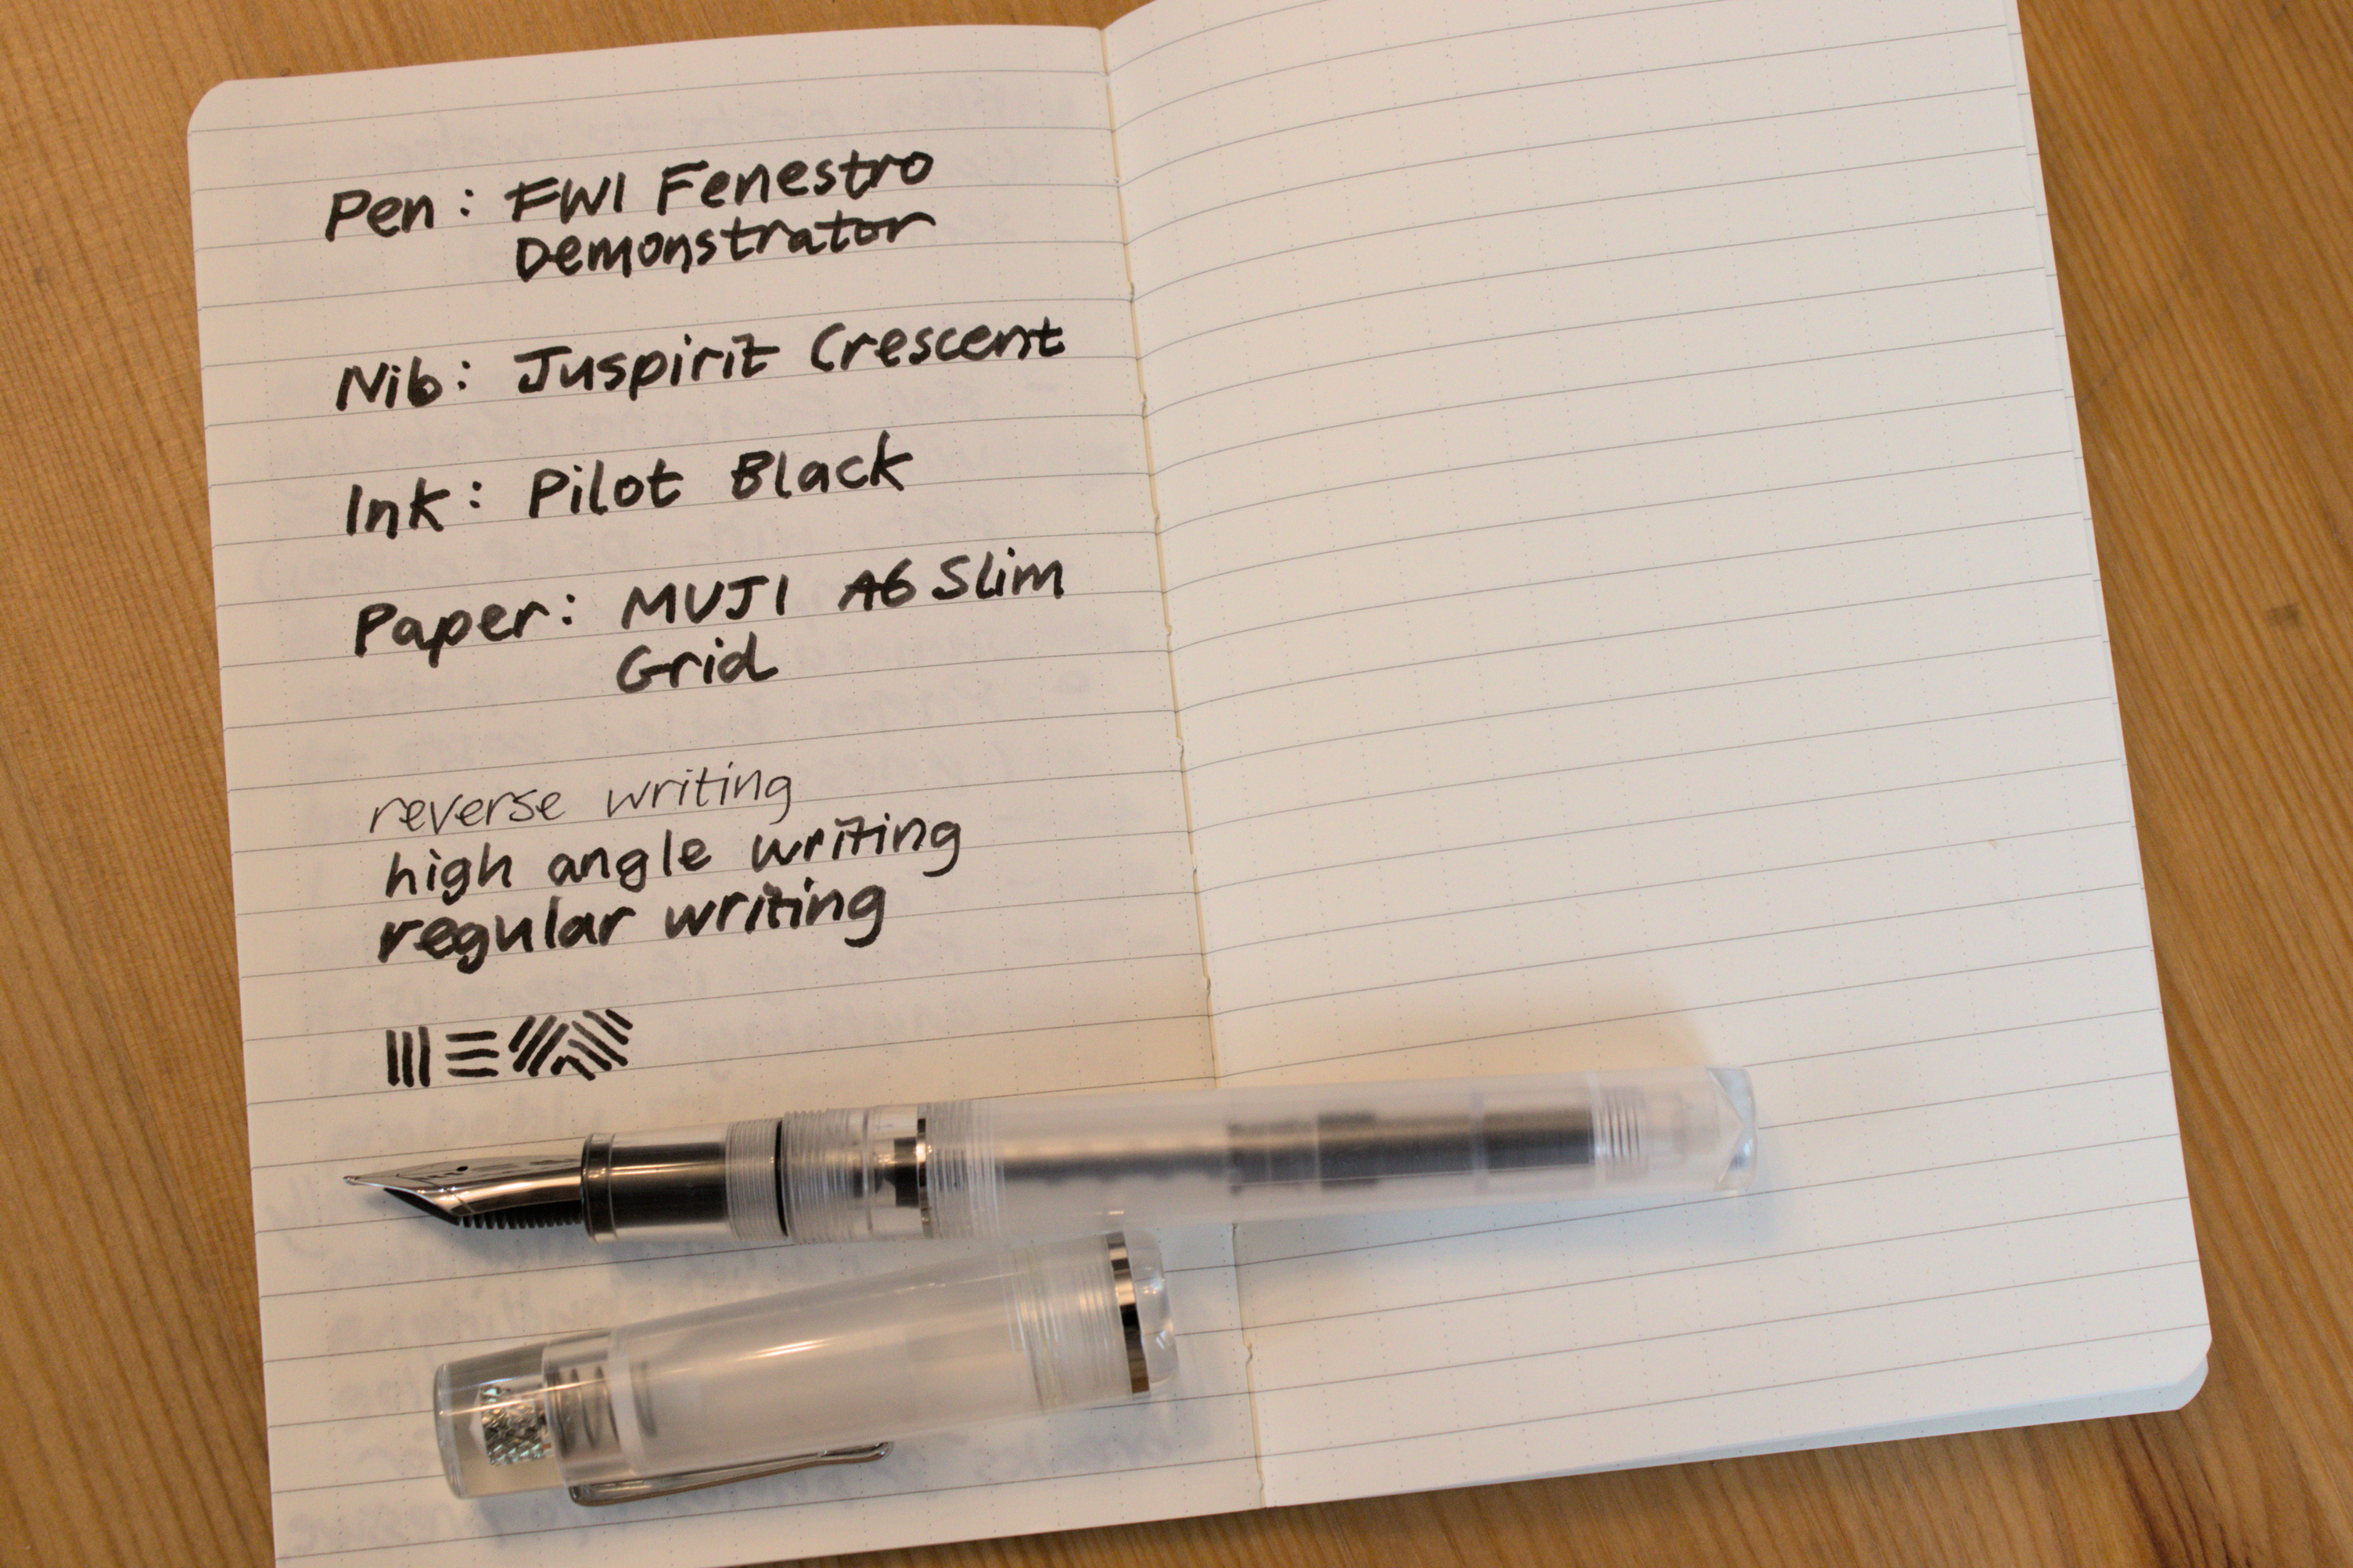 Pen: FWI Fenestro
Demonstrator
Nib: Juspirit Crescent
Ink: Pilot Black
Paper: MUJI A6 Slim
Grid
reverse writing
high angle writing
regular writing